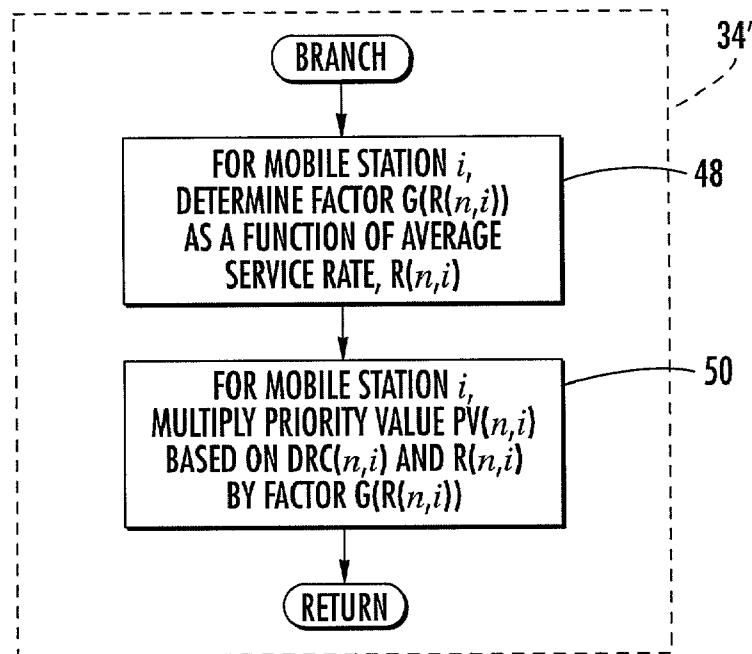 34'
BRANCH
FOR MOBILE STATION i,
DETERMINE FACTOR G(R(n,i))
AS A FUNCTION OF AVERAGE
SERVICE RATE, R(n,i)
48
FOR MOBILE STATION i,
MULTIPLY PRIORITY VALUE PV(n,i)
BASED ON DRC(n,i) AND R(n,i)
BY FACTOR G(R(n,i))
50
RETURN